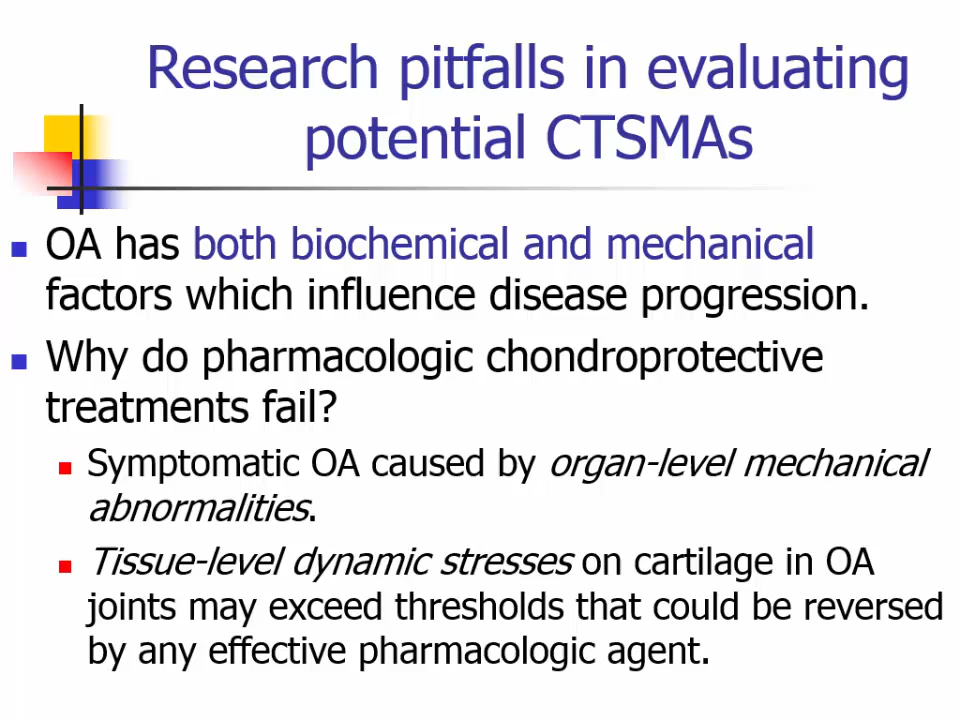 Research pitfalls in evaluating
potential CTSMAs
OA has both biochemical and mechanical
factors which influence disease progression.
Why do pharmacologic chondroprotective
treatments fail?
Symptomatic OA caused by organ-level mechanical
abnormalities.
Tissue-level dynamic stresses on cartilage in OA
joints may exceed thresholds that could be reversed
by any effective pharmacologic agent.